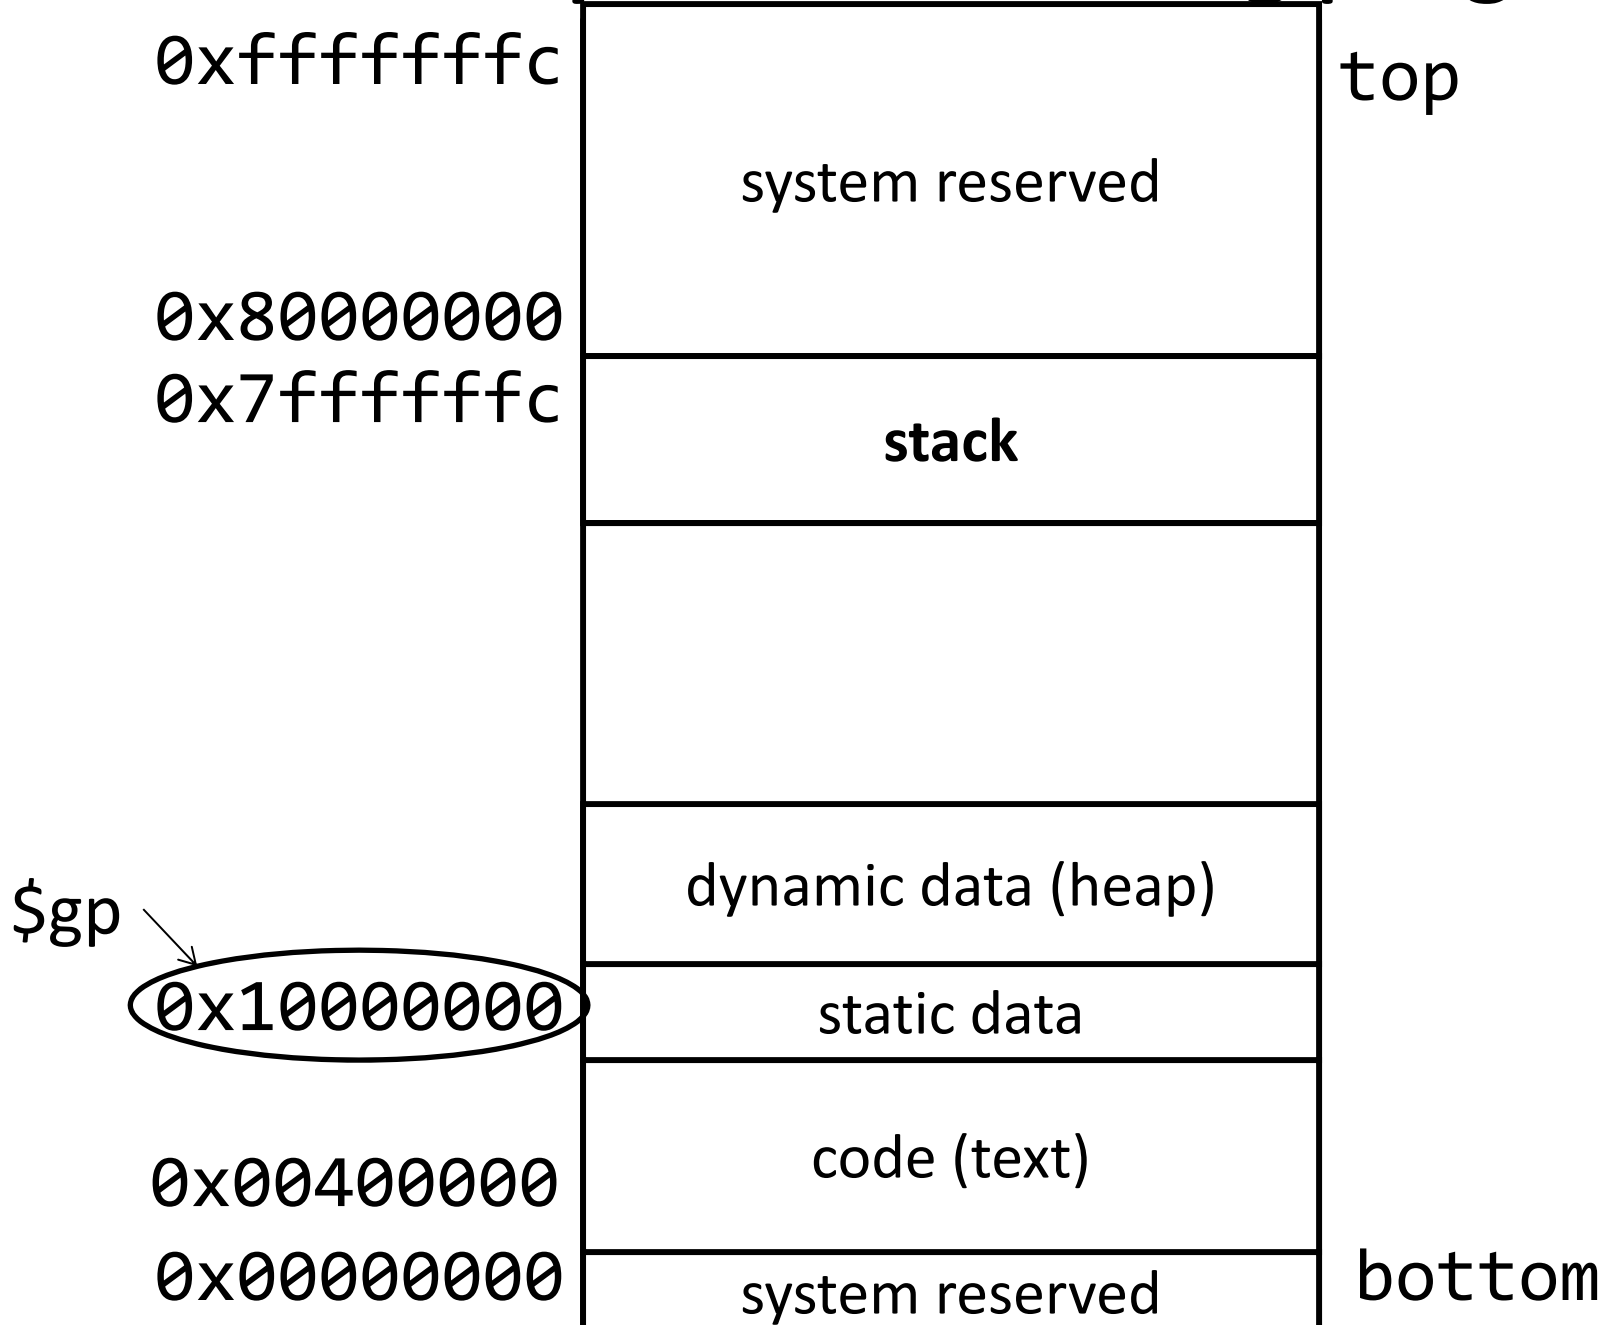 0xfffffffc
top
system reserved
0x80000000
0x7ffffffc
stack
dynamic data (heap)
$gp
0x10000000
static data
code (text)
0x00400000
0x00000000
system reserved
bottom